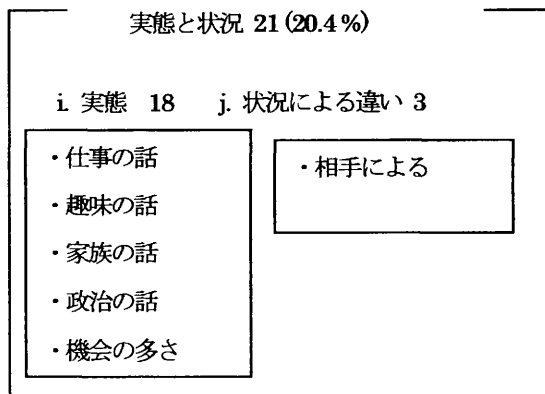 実態と状況 21(20.4%)
i. 実態 18 j. 状況による違い 3
・仕事の話
・趣味の話
・家族の話
・政治の話
・機会の多さ
・相手による